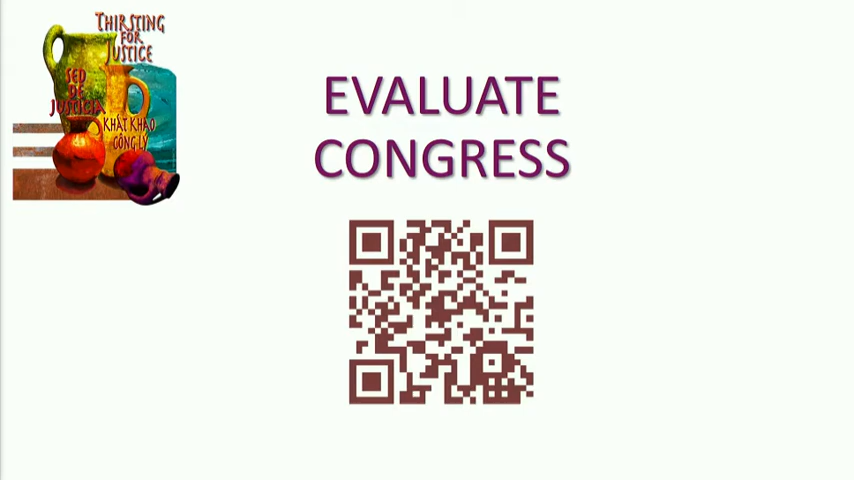 THIRSTING
FOR
JUSTICE
SED
DE
JUSTICIA
KHÁT KHAO
CÔNG LÝ
EVALUATE
CONGRESS